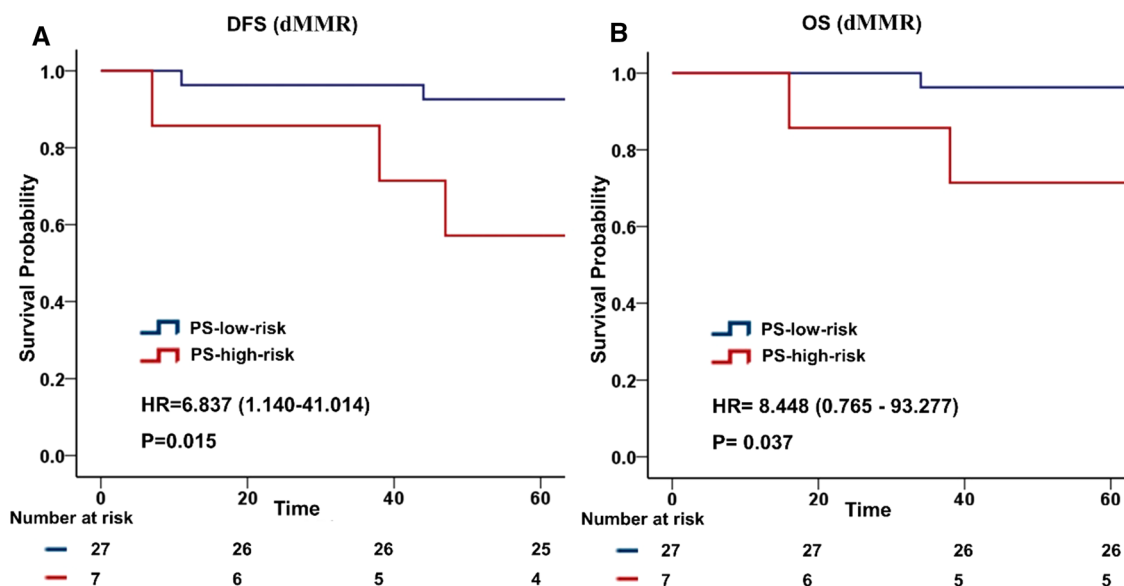 A
DFS (dMMR)
Survival Probability
1.0
0.8
0.6
0.4
0.2
0.0
PS-low-risk
PS-high-risk
HR=6.837 (1.140-41.014)
P=0.015
0 20 40 60
Time
Number at risk
27 26 26 25
7 6 5 4
B
OS (dMMR)
Survival Probability
1.0
0.8
0.6
0.4
0.2
0.0
PS-low-risk
PS-high-risk
HR= 8.448 (0.765 - 93.277)
P= 0.037
0 20 40 60
Time
Number at risk
27 27 26 26
7 6 5 5